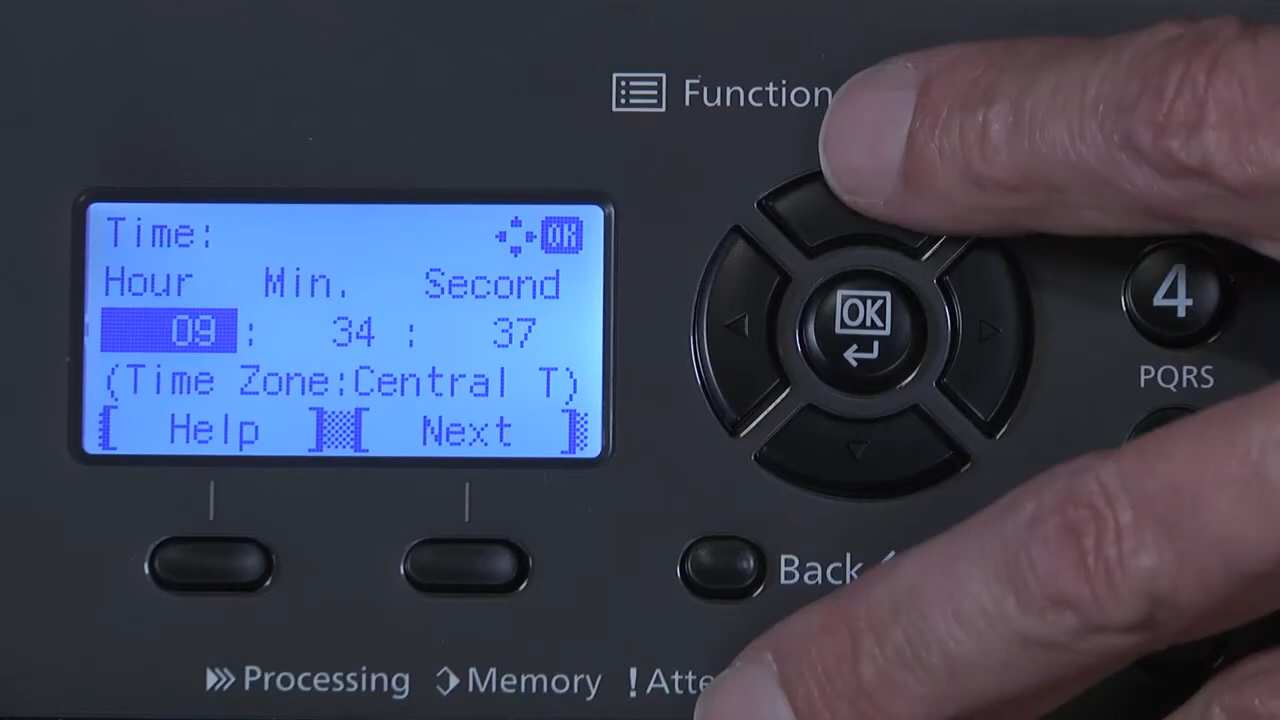 Function
Time: OK
Hour Min. Second
09 : 34 : 37
(Time Zone:Central T)
[ Help ] [ Next ]
OK
4
PQRS
Back
Processing Memory ! Atte